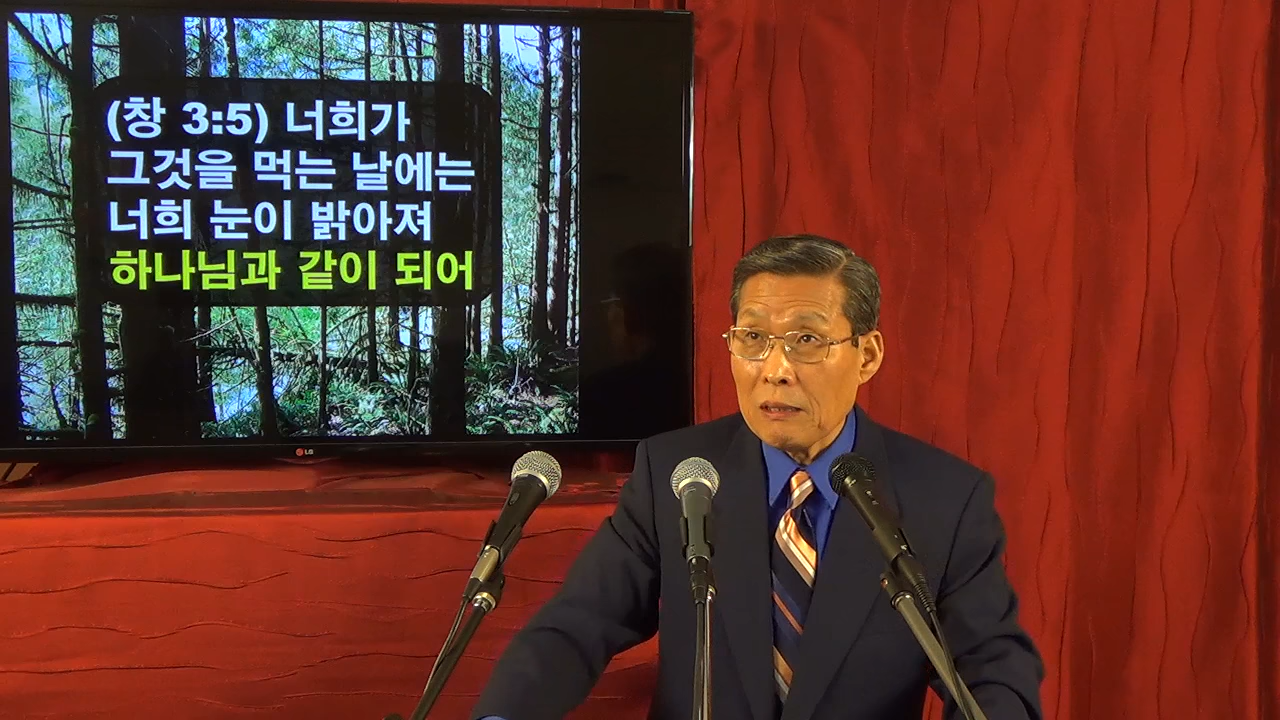 (창 3:5) 너희가
그것을 먹는 날에는
너희 눈이 밝아져
하나님과 같이 되어
LG